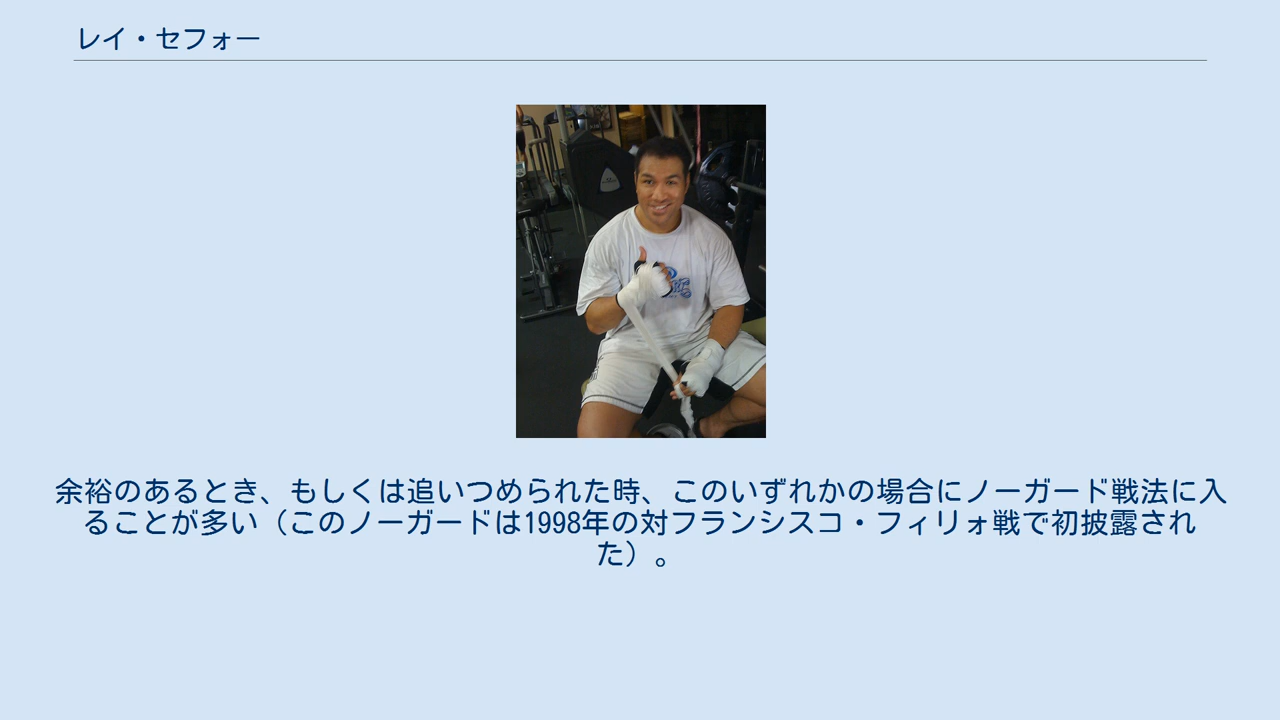 レイ・セフォー
余裕のあるとき、もしくは追いつめられた時、このいずれかの場合にノーガード戦法に入
ることが多い（このノーガードは1998年の対フランシスコ・フィリォ戦で初披露され
た）。